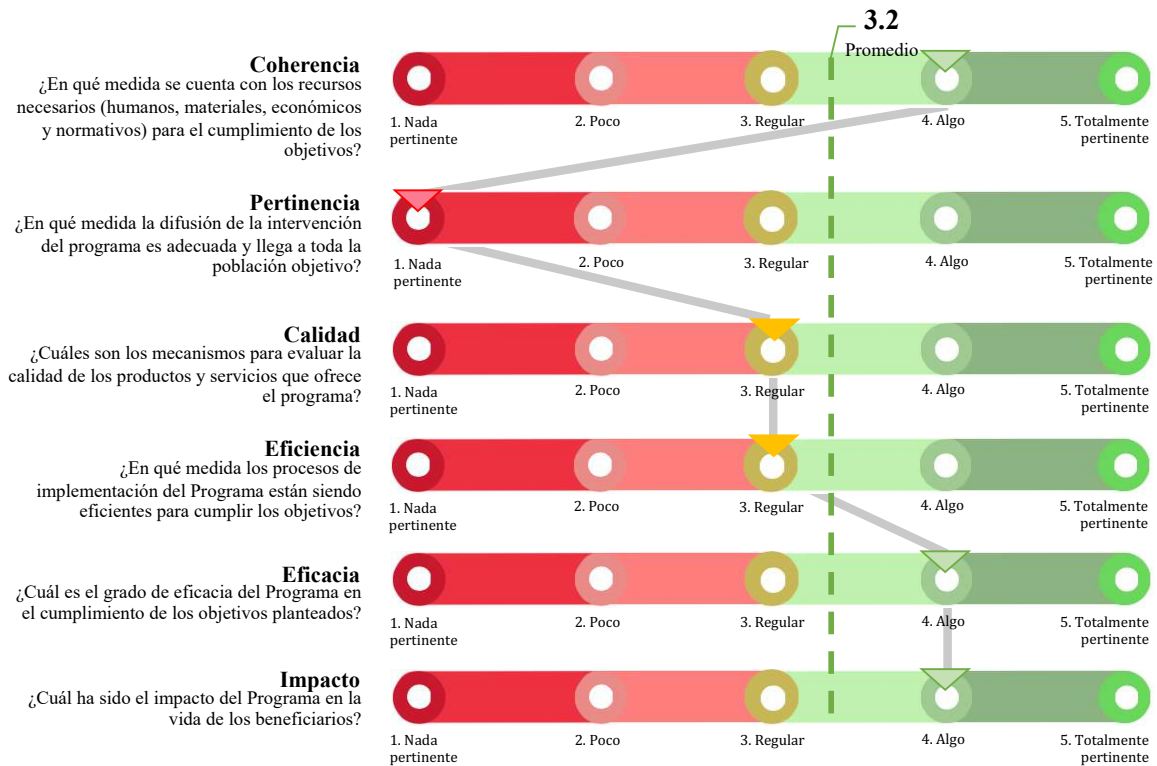 3.2
Promedio
Coherencia
¿En qué medida se cuenta con los recursos
necesarios (humanos, materiales, económicos
y normativos) para el cumplimiento de los
objetivos?
1. Nada
pertinente
2. Poco
3. Regular
4. Algo
5. Totalmente
pertinente
Pertinencia
¿En qué medida la difusión de la intervención
del programa es adecuada y llega a toda la
población objetivo?
1. Nada
pertinente
2. Poco
3. Regular
4. Algo
5. Totalmente
pertinente
Calidad
¿Cuáles son los mecanismos para evaluar la
calidad de los productos y servicios que ofrece
el programa?
1. Nada
pertinente
2. Poco
3. Regular
4. Algo
5. Totalmente
pertinente
Eficiencia
¿En qué medida los procesos de
implementación del Programa están siendo
eficientes para cumplir los objetivos?
1. Nada
pertinente
2. Poco
3. Regular
4. Algo
5. Totalmente
pertinente
Eficacia
¿Cuál es el grado de eficacia del Programa en
el cumplimiento de los objetivos planteados?
1. Nada
pertinente
2. Poco
3. Regular
4. Algo
5. Totalmente
pertinente
Impacto
¿Cuál ha sido el impacto del Programa en la
vida de los beneficiarios?
1. Nada
pertinente
2. Poco
3. Regular
4. Algo
5. Totalmente
pertinente